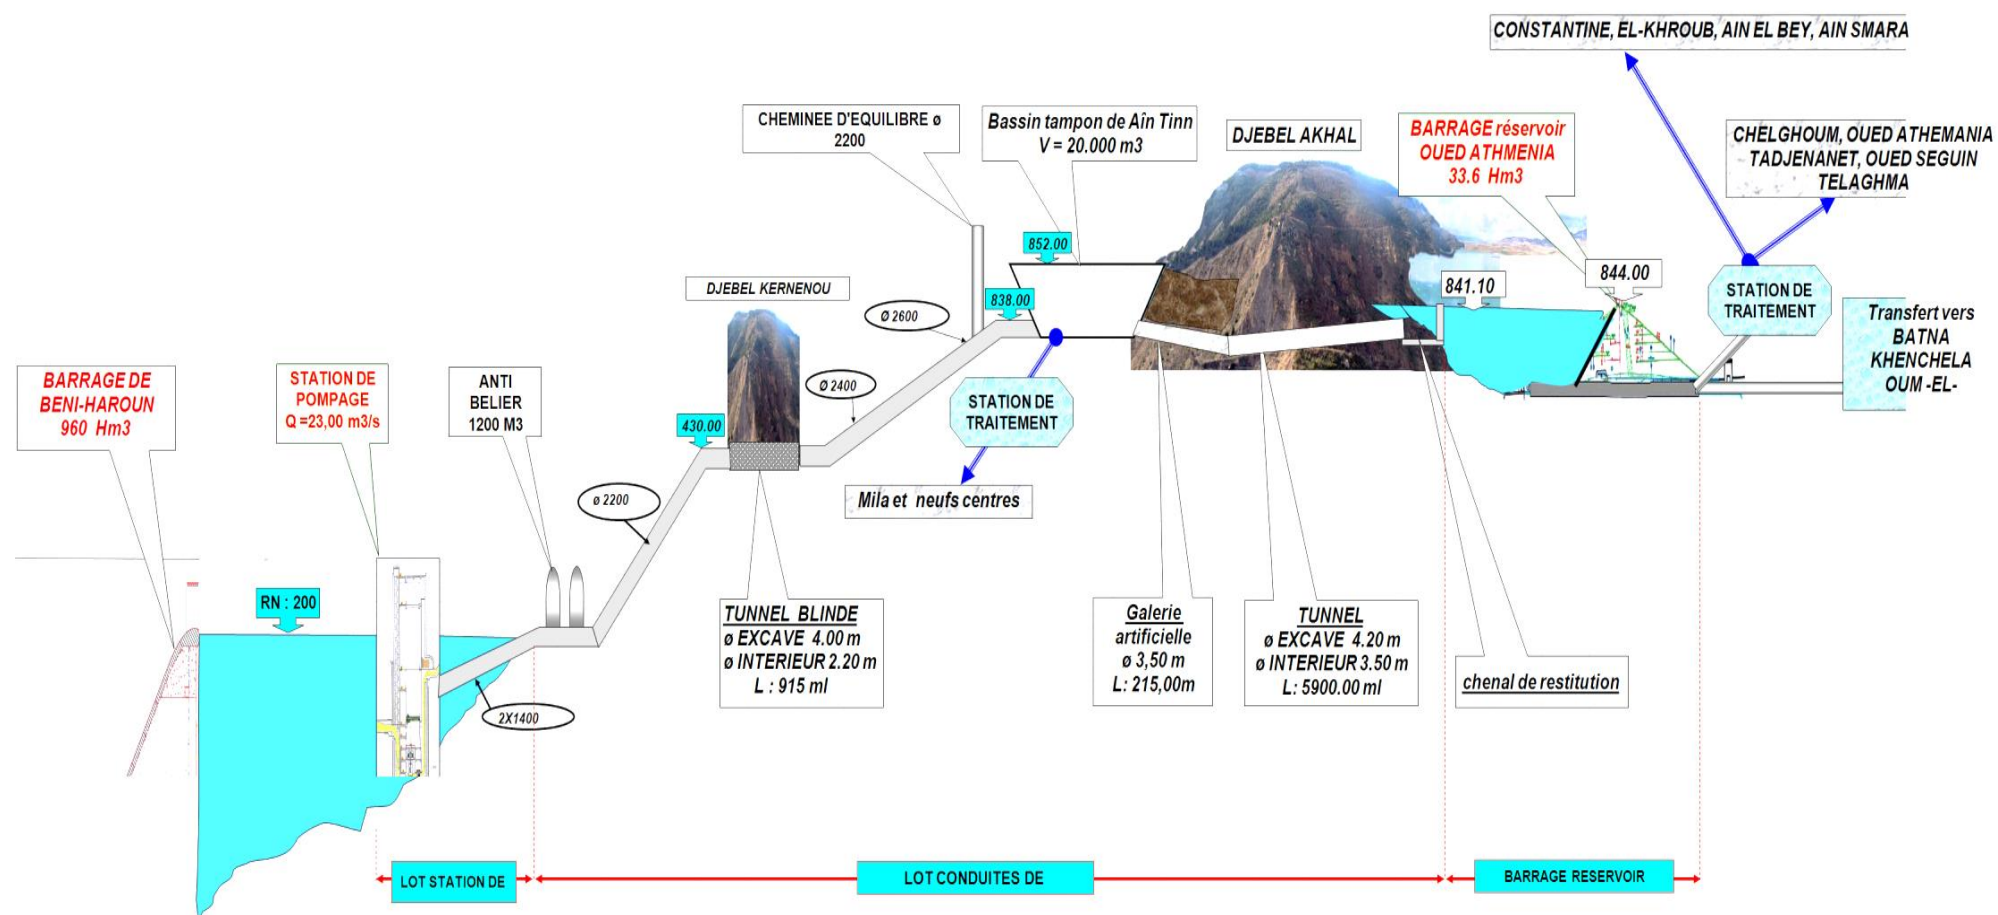 CONSTANTINE, EL-KHROUB, AIN EL BEY, AIN SMARA
CHEMINEE D'EQUILIBRE ø
2200
Bassin tampon de Aîn Tinn
V = 20.000 m3
DJEBEL AKHAL
BARRAGE réservoir
OUED ATHMENIA
33.6 Hm3
CHELGHOUM, OUED ATHEMANIA
TADJENANET, OUED SEGUIN
TELAGHMA
852.00
DJEBEL KERNENOU
838.00
Ø 2600
841.10
844.00
STATION DE
TRAITEMENT
Transfert vers
BATNA
KHENCHELA
OUM -EL-
BARRAGE DE
BENI-HAROUN
960 Hm3
STATION DE
POMPAGE
Q =23,00 m3/s
ANTI
BELIER
1200 M3
Ø 2400
430.00
STATION DE
TRAITEMENT
Mila et neufs centres
ø 2200
RN : 200
TUNNEL BLINDE
ø EXCAVE 4.00 m
ø INTERIEUR 2.20 m
L : 915 ml
Galerie
artificielle
ø 3,50 m
L: 215,00m
TUNNEL
ø EXCAVE 4.20 m
ø INTERIEUR 3.50 m
L: 5900.00 ml
chenal de restitution
2X1400
LOT STATION DE
LOT CONDUITES DE
BARRAGE RESERVOIR